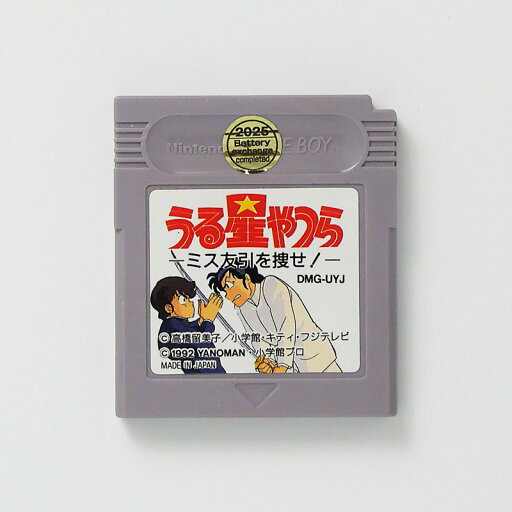 2025
Battery
exchange
completed
Nintendo GAME BOY
うる星やつら
ーミス友引を捜せ!ー
DMG-UYJ
©高橋留美子/小学館・キティ・フジテレビ
©1992 YANOMAN・小学館プロ
MADE IN JAPAN